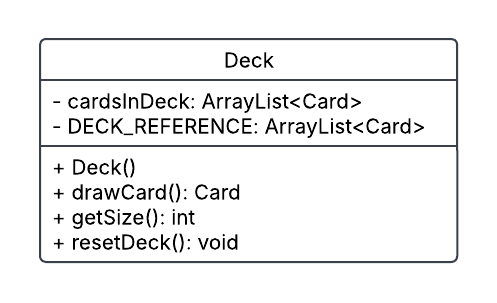 Deck
- cardsInDeck: ArrayList<Card>
- DECK_REFERENCE: ArrayList<Card>
+ Deck()
+ drawCard(): Card
+ getSize(): int
+ resetDeck(): void